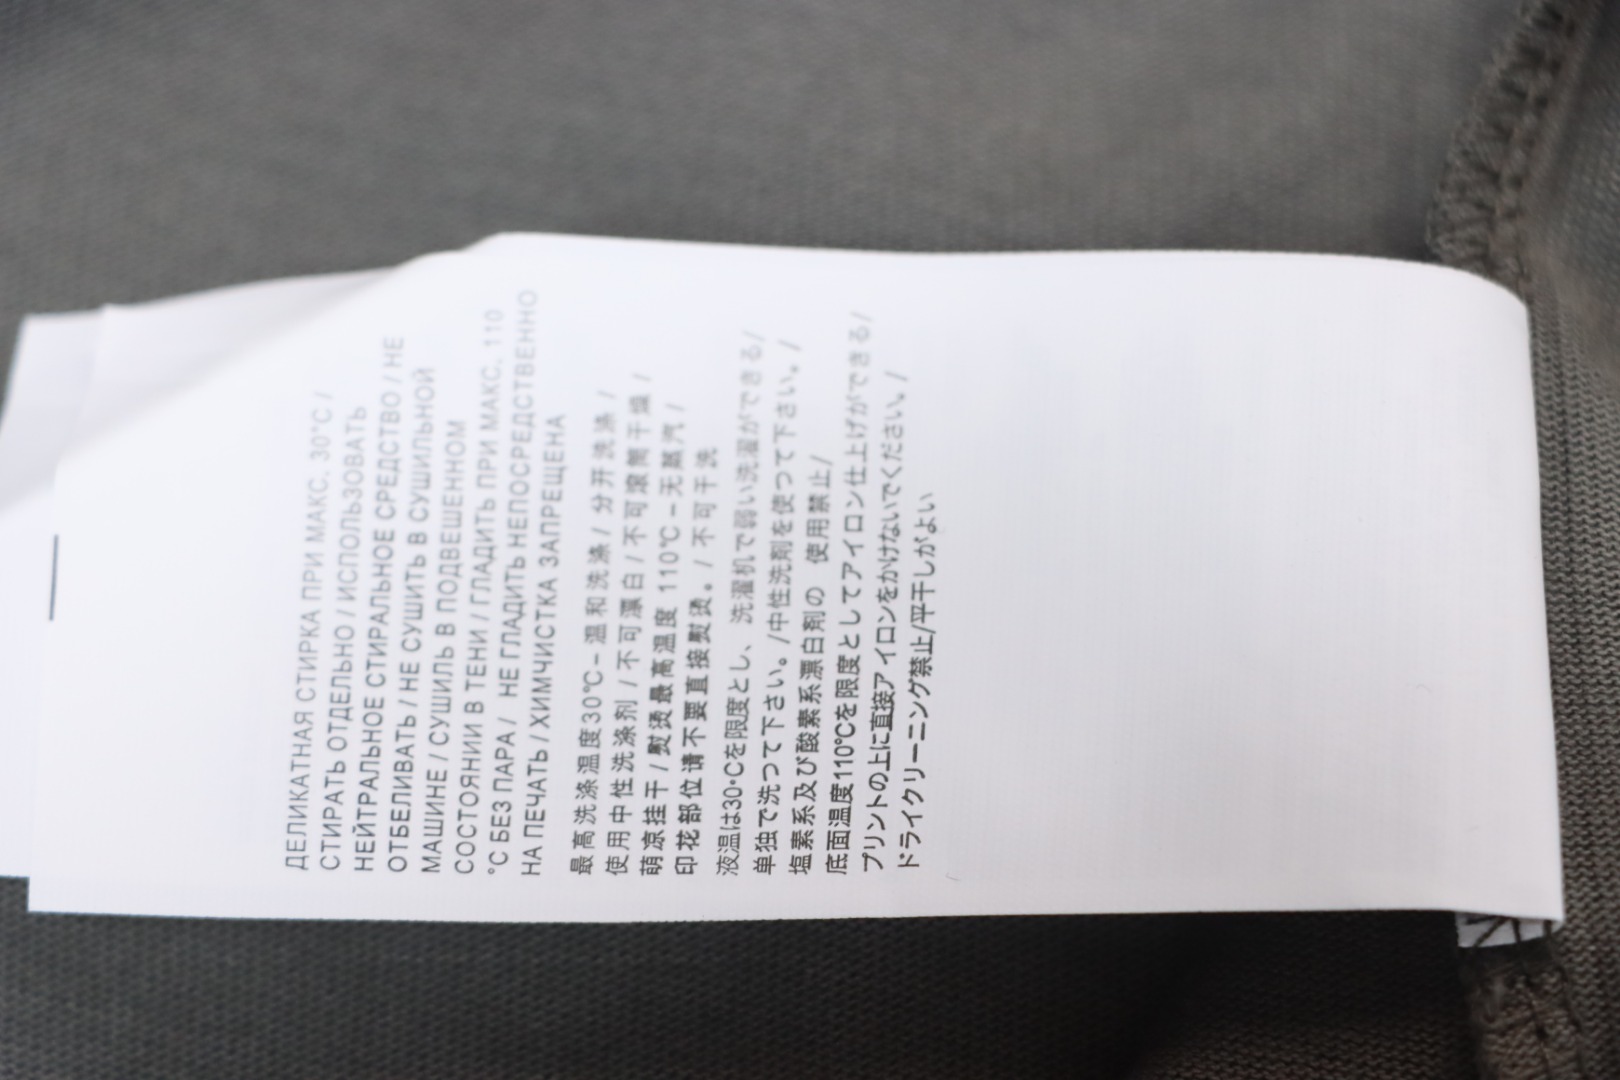 ДЕЛИКАТНАЯ СТИРКА ПРИ МАКС. 30°C /
СТИРАТЬ ОТДЕЛЬНО / ИСПОЛЬЗОВАТЬ
НЕЙТРАЛЬНОЕ СТИРАЛЬНОЕ СРЕДСТВО / НЕ
ОТБЕЛИВАТЬ / НЕ СУШИТЬ В СУШИЛЬНОЙ
МАШИНЕ / СУШИЛЬ В ПОДВЕШЕННОМ
СОСТОЯНИИ В ТЕНИ / ГЛАДИТЬ ПРИ МАКС. 110
°C БЕЗ ПАРА / НЕ ГЛАДИТЬ НЕПОСРЕДСТВЕННО
НА ПЕЧАТЬ / ХИМЧИСТКА ЗАПРЕЩЕНА
最高洗涤温度30℃ – 温和洗涤 / 分开洗涤 /
使用中性洗涤剂 / 不可漂白 / 不可滾筒干燥 /
萌凉挂干 / 熨烫最高温度 110℃ – 无蒸汽 /
印花部位请不要直接熨烫。/ 不可干洗
液温は30•Cを限度とし、洗濯机で弱い洗濯ができる/
单独で洗つて下さい。/中性洗剤を使つて下さい。/
塩素系及び酸素系漂白剤の 使用禁止/
底面温度110℃を限度としてアイロン仕上げができる/
プリントの上に直接アイロンをかけないでください。/
ドライクリーニング禁止/平干しがよい